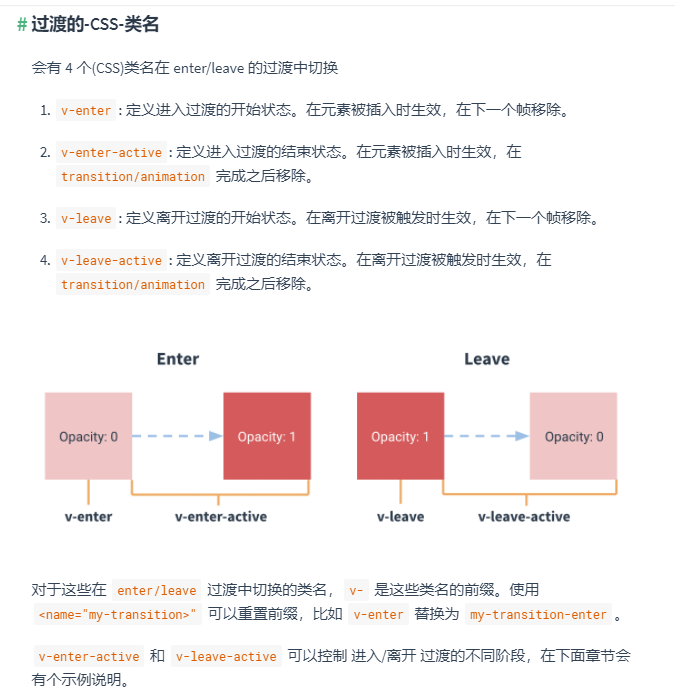 # 过渡的-CSS-类名
会有 4 个(CSS)类名在 enter/leave 的过渡中切换
1. v-enter : 定义进入过渡的开始状态。在元素被插入时生效，在下一个帧移除。
2. v-enter-active : 定义进入过渡的结束状态。在元素被插入时生效，在
transition/animation 完成之后移除。
3. v-leave : 定义离开过渡的开始状态。在离开过渡被触发时生效，在下一个帧移除。
4. v-leave-active : 定义离开过渡的结束状态。在离开过渡被触发时生效，在
transition/animation 完成之后移除。
Enter
Leave
Opacity: 0
Opacity: 1
Opacity: 1
Opacity: 0
v-enter
v-enter-active
v-leave
v-leave-active
对于这些在 enter/leave 过渡中切换的类名， v- 是这些类名的前缀。使用
<name="my-transition>" 可以重置前缀，比如 v-enter 替换为 my-transition-enter 。
v-enter-active 和 v-leave-active 可以控制 进入/离开 过渡的不同阶段，在下面章节会
有个示例说明。